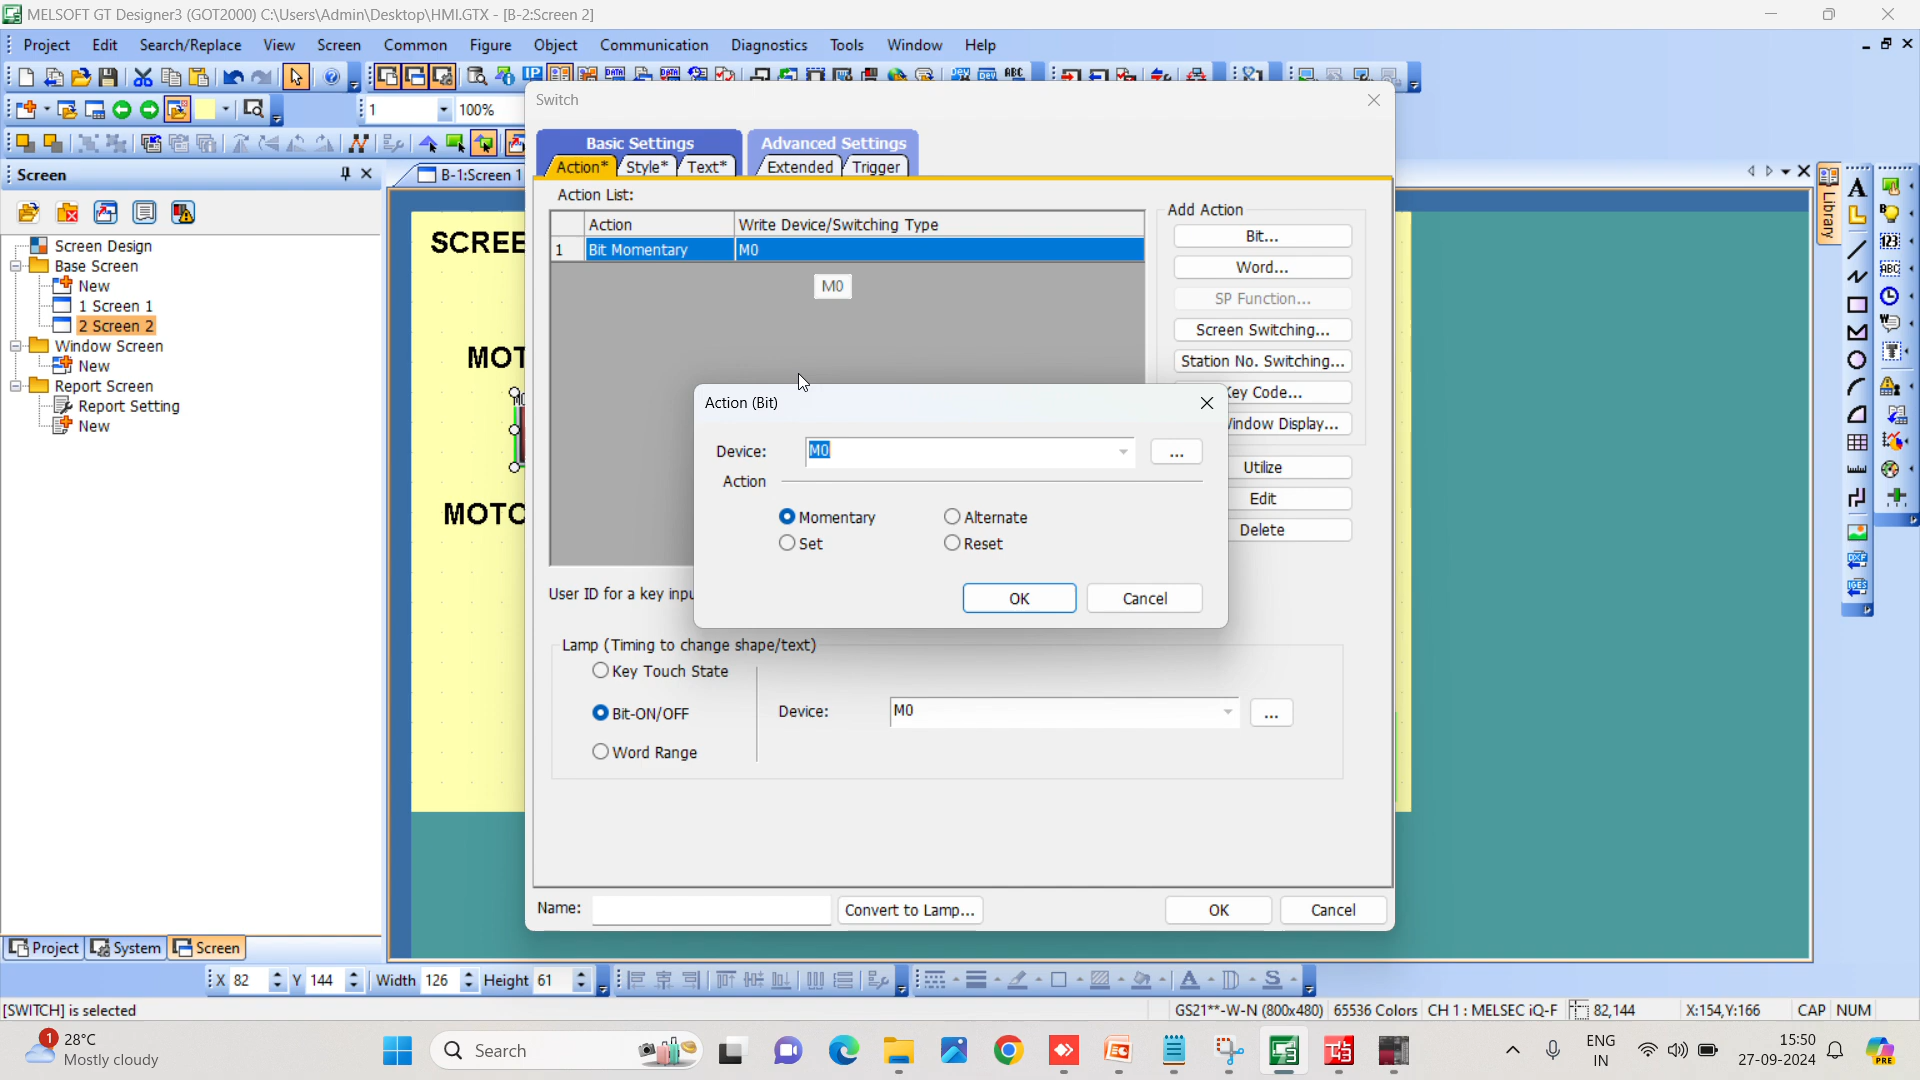 MELSOFT GT Designer3 (GOT2000) C:\Users\Admin\Desktop\HMI.GTX - [B-2:Screen 2]
Project Edit Search/Replace View Screen Common Figure Object Communication Diagnostics Tools Window Help
1 100%
Switch
Basic Settings Advanced Settings
Action* Style* Text* Extended Trigger
Screen
B-1:Screen 1
Library
Action List:
Action Write Device/Switching Type
1 Bit Momentary M0
M0
Add Action
Bit...
Word...
SP Function...
Screen Switching...
Station No. Switching...
Key Code...
Window Display...
Utilize
Edit
Delete
Screen Design
Base Screen
New
1 Screen 1
2 Screen 2
Window Screen
New
Report Screen
Report Setting
New
SCREE
MOT
MOTO
Action (Bit)
Device: M0 ...
Action
Momentary Alternate
Set Reset
OK Cancel
User ID for a key inpu
Lamp (Timing to change shape/text)
Key Touch State
Bit-ON/OFF
Word Range
Device: M0 ...
Name: Convert to Lamp... OK Cancel
Project System Screen
X 82 Y 144 Width 126 Height 61
[SWITCH] is selected
GS21**-W-N (800x480) 65536 Colors CH 1 : MELSEC iQ-F 82,144 X:154,Y:166 CAP NUM
1 28°C
Mostly cloudy
Search
ENG
IN
15:50
27-09-2024
PRE